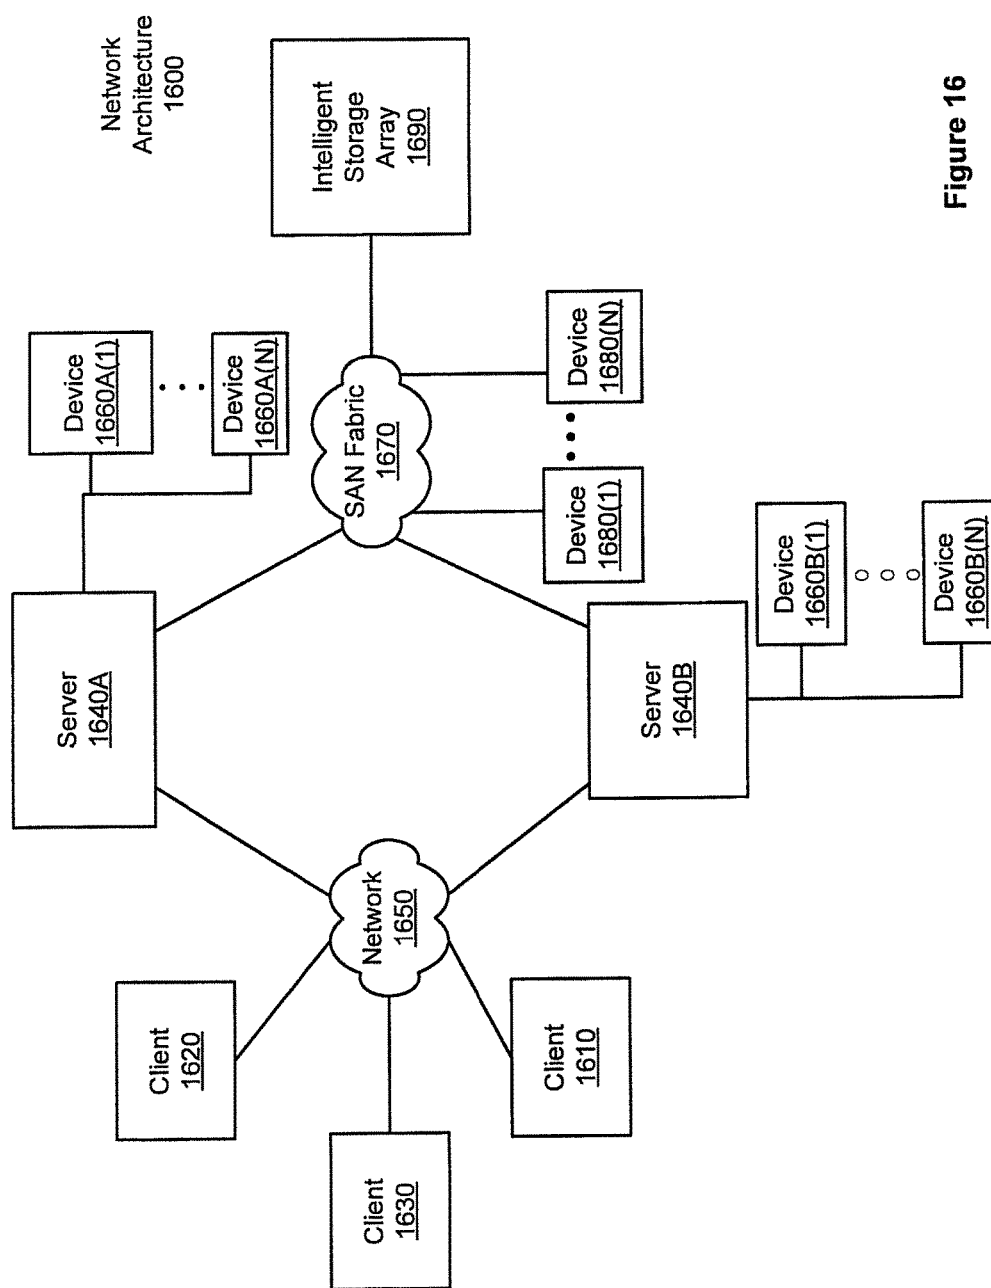 Network
Architecture
1600
Client
1620
Client
1630
Client
1610
Network
1650
Server
1640A
Server
1640B
Device
1660A(1)
Device
1660A(N)
SAN Fabric
1670
Intelligent
Storage
Array
1690
Device
1680(1)
Device
1680(N)
Device
1660B(1)
Device
1660B(N)
Figure 16